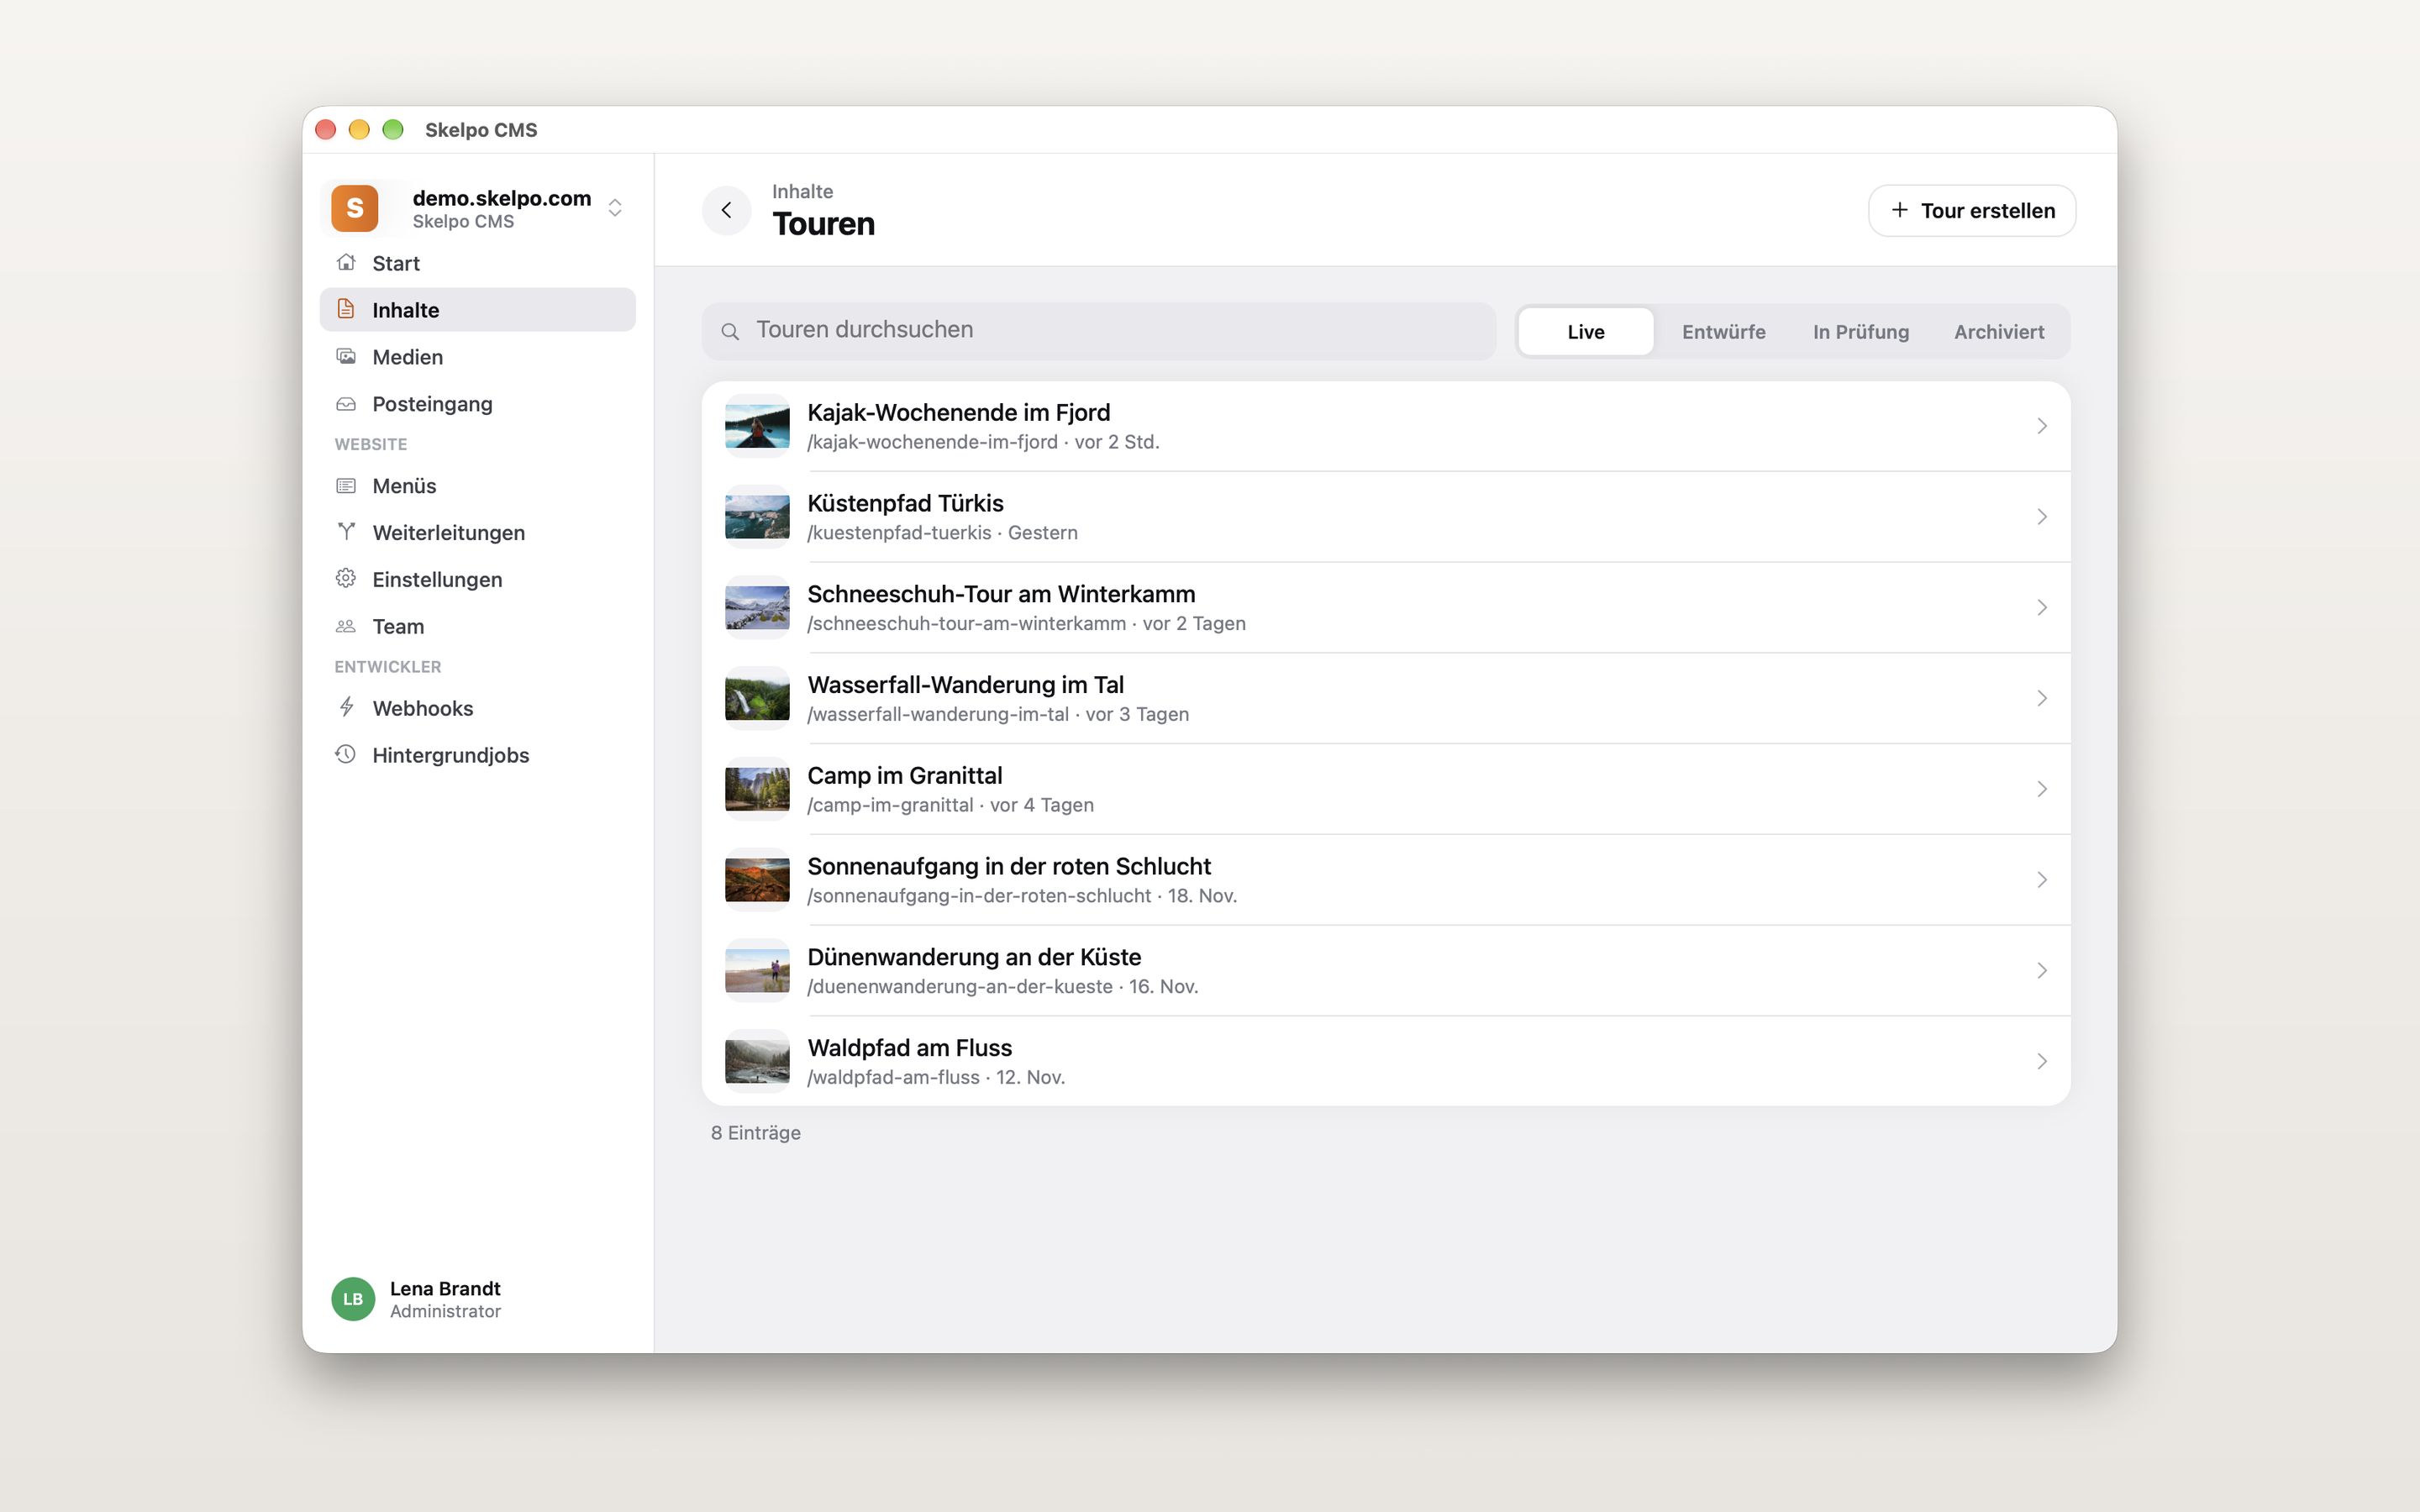 Skelpo CMS
S
demo.skelpo.com
Skelpo CMS
Start
Inhalte
Medien
Posteingang
WEBSITE
Menüs
Weiterleitungen
Einstellungen
Team
ENTWICKLER
Webhooks
Hintergrundjobs
LB
Lena Brandt
Administrator
Inhalte
Touren
Tour erstellen
Touren durchsuchen
Live
Entwürfe
In Prüfung
Archiviert
Kajak-Wochenende im Fjord
/kajak-wochenende-im-fjord · vor 2 Std.
Küstenpfad Türkis
/kuestenpfad-tuerkis · Gestern
Schneeschuh-Tour am Winterkamm
/schneeschuh-tour-am-winterkamm · vor 2 Tagen
Wasserfall-Wanderung im Tal
/wasserfall-wanderung-im-tal · vor 3 Tagen
Camp im Granittal
/camp-im-granittal · vor 4 Tagen
Sonnenaufgang in der roten Schlucht
/sonnenaufgang-in-der-roten-schlucht · 18. Nov.
Dünenwanderung an der Küste
/duenenwanderung-an-der-kueste · 16. Nov.
Waldpfad am Fluss
/waldpfad-am-fluss · 12. Nov.
8 Einträge